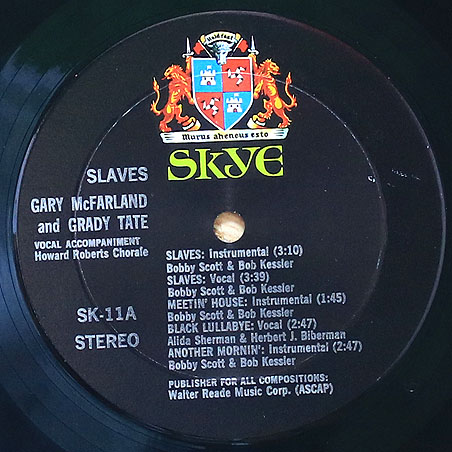 Hold fast
Murus aheneus esto
SKYE
SLAVES
GARY McFARLAND
and GRADY TATE
VOCAL ACCOMPANIMENT
Howard Roberts Chorale
SK-11A
STEREO
SLAVES: Instrumental (3:10)
Bobby Scott & Bob Kessler
SLAVES: Vocal (3:39)
Bobby Scott & Bob Kessler
MEETIN' HOUSE: Instrumental (1:45)
Bobby Scott & Bob Kessler
BLACK LULLABYE: Vocal (2:47)
Alida Sherman & Herbert J. Biberman
ANOTHER MORNIN': Instrumental (2:47)
Bobby Scott & Bob Kessler
PUBLISHER FOR ALL COMPOSITIONS:
Walter Reade Music Corp. (ASCAP)